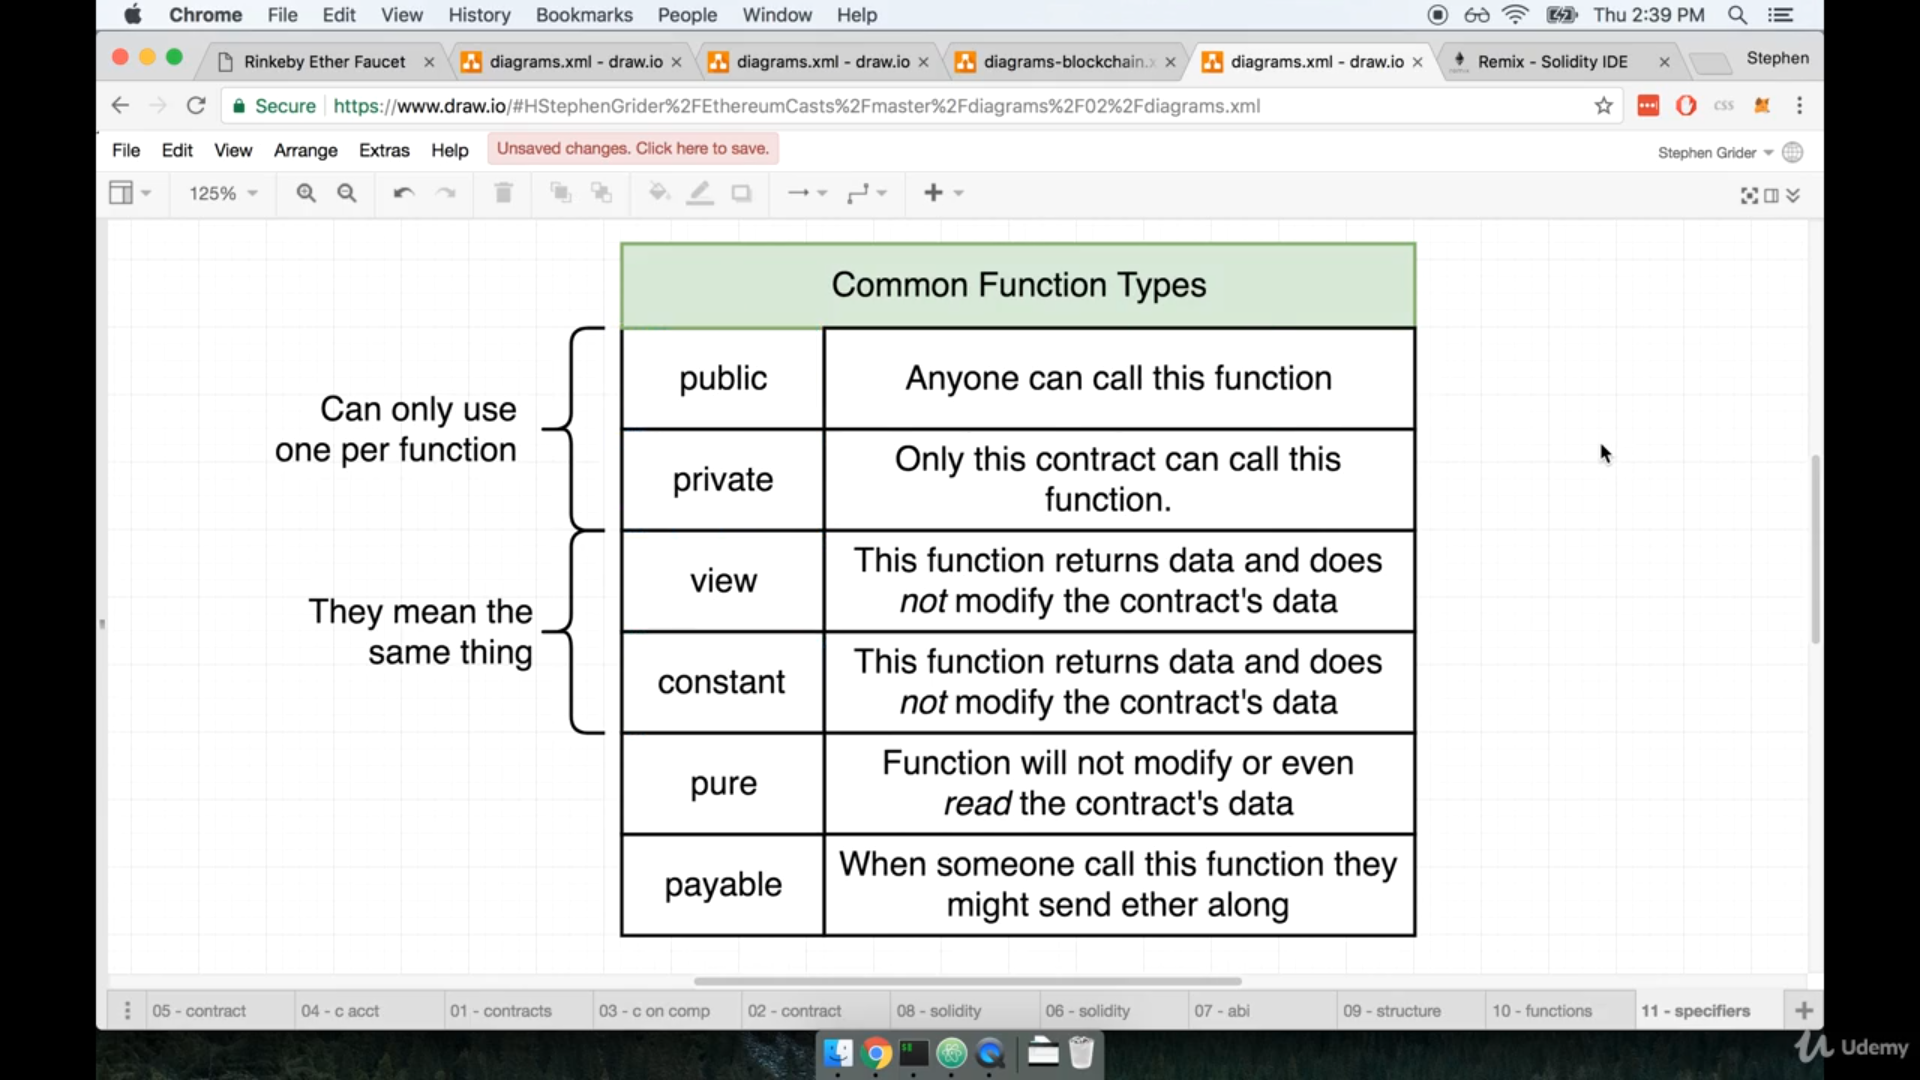 Chrome File Edit View History Bookmarks People Window Help Thu 2:39 PM
Rinkeby Ether Faucet diagrams.xml - draw.io diagrams.xml - draw.io diagrams-blockchain.x diagrams.xml - draw.io Remix - Solidity IDE Stephen
Secure https://www.draw.io/#HStephenGrider%2FEthereumCasts%2Fmaster%2Fdiagrams%2F02%2Fdiagrams.xml css
File Edit View Arrange Extras Help Unsaved changes. Click here to save. Stephen Grider
125%
Common Function Types
Can only use
one per function
public
Anyone can call this function
private
Only this contract can call this
function.
They mean the
same thing
view
This function returns data and does
not modify the contract's data
constant
This function returns data and does
not modify the contract's data
pure
Function will not modify or even
read the contract's data
payable
When someone call this function they
might send ether along
05 - contract 04 - c acct 01 - contracts 03 - c on comp 02 - contract 08 - solidity 06 - solidity 07 - abi 09 - structure 10 - functions 11 - specifiers
Udemy